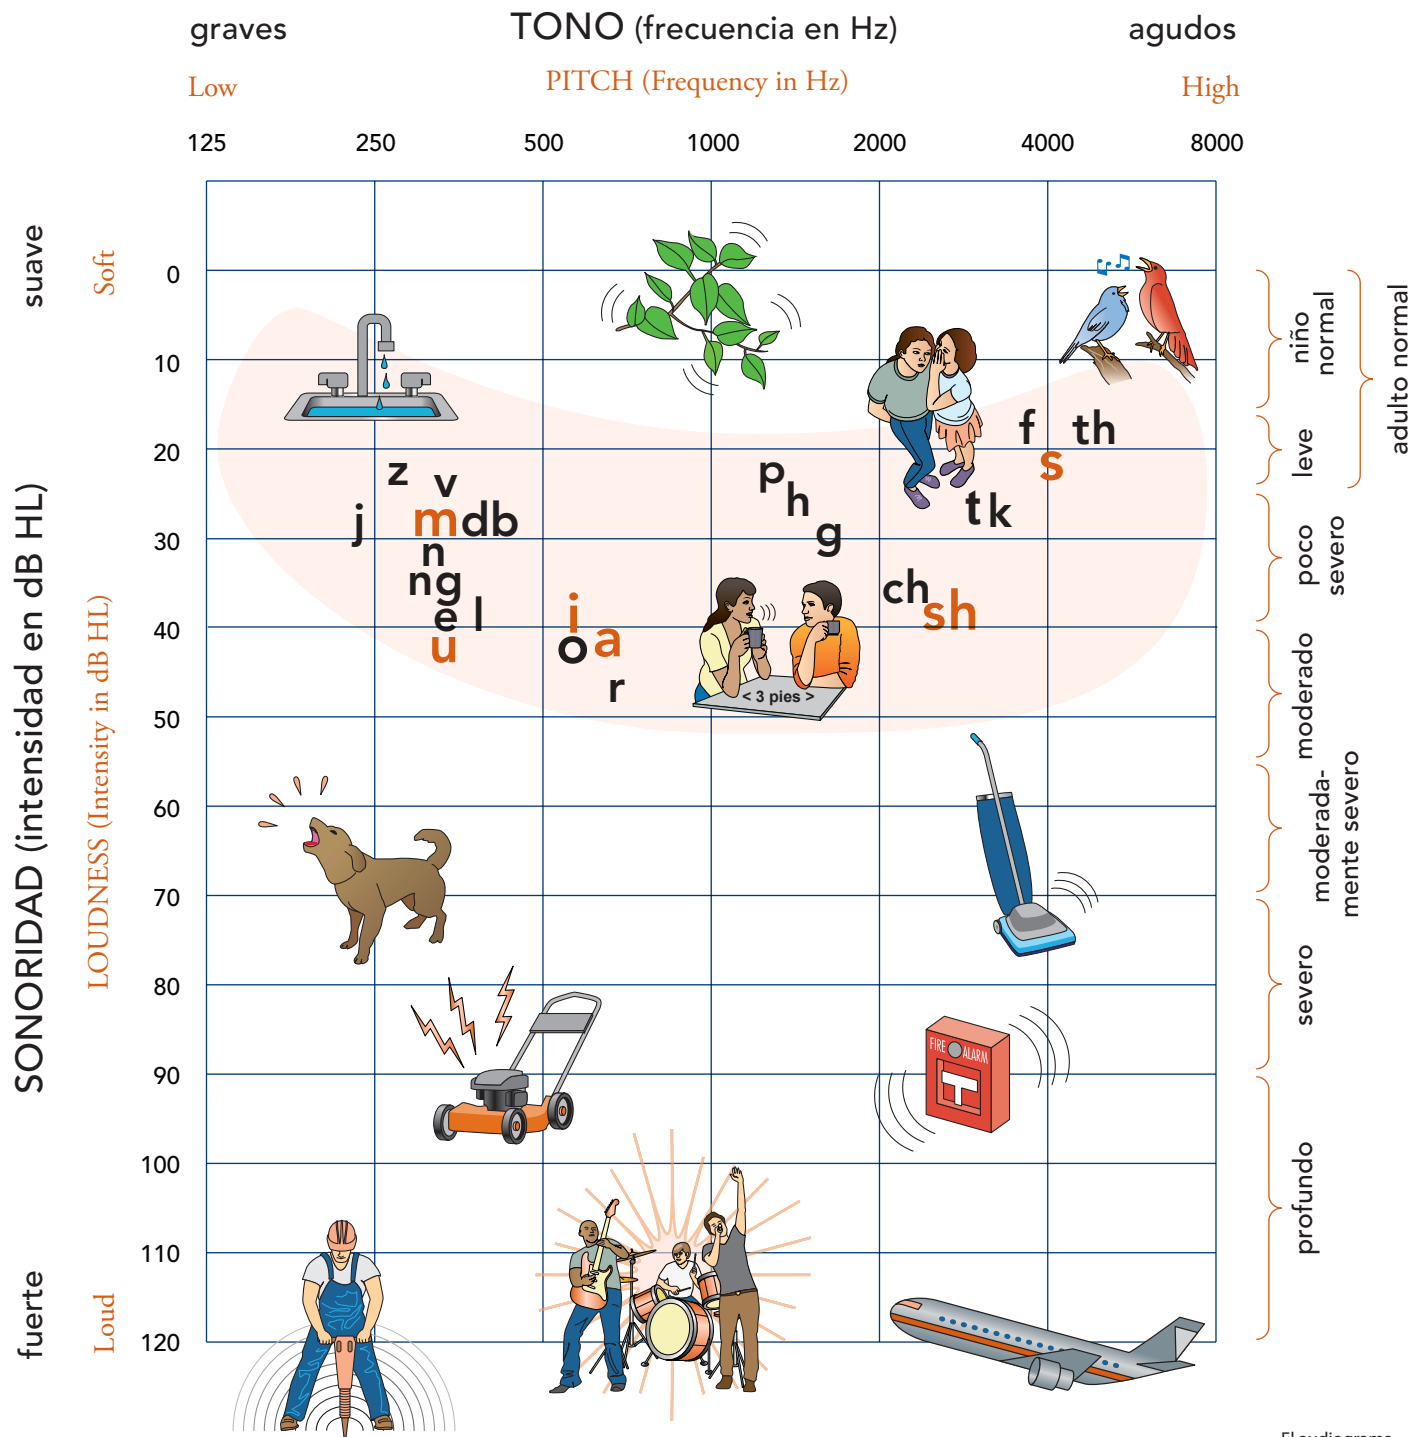 graves TONO (frecuencia en Hz) agudos
Low PITCH (Frequency in Hz) High
125 250 500 1000 2000 4000 8000
suave
Soft
SONORIDAD (intensidad en dB HL)
LOUDNESS (Intensity in dB HL)
fuerte
Loud
0
10
20
30
40
50
60
70
80
90
100
110
120
f th
s
z
v
p
h
j
m db
t k
g
n
ng
ch
sh
e l
i
u
o a
r
< 3 pies >
FIRE ALARM
niño
normal
adulto normal
leve
poco
severo
moderado
moderada-
mente severo
severo
profundo